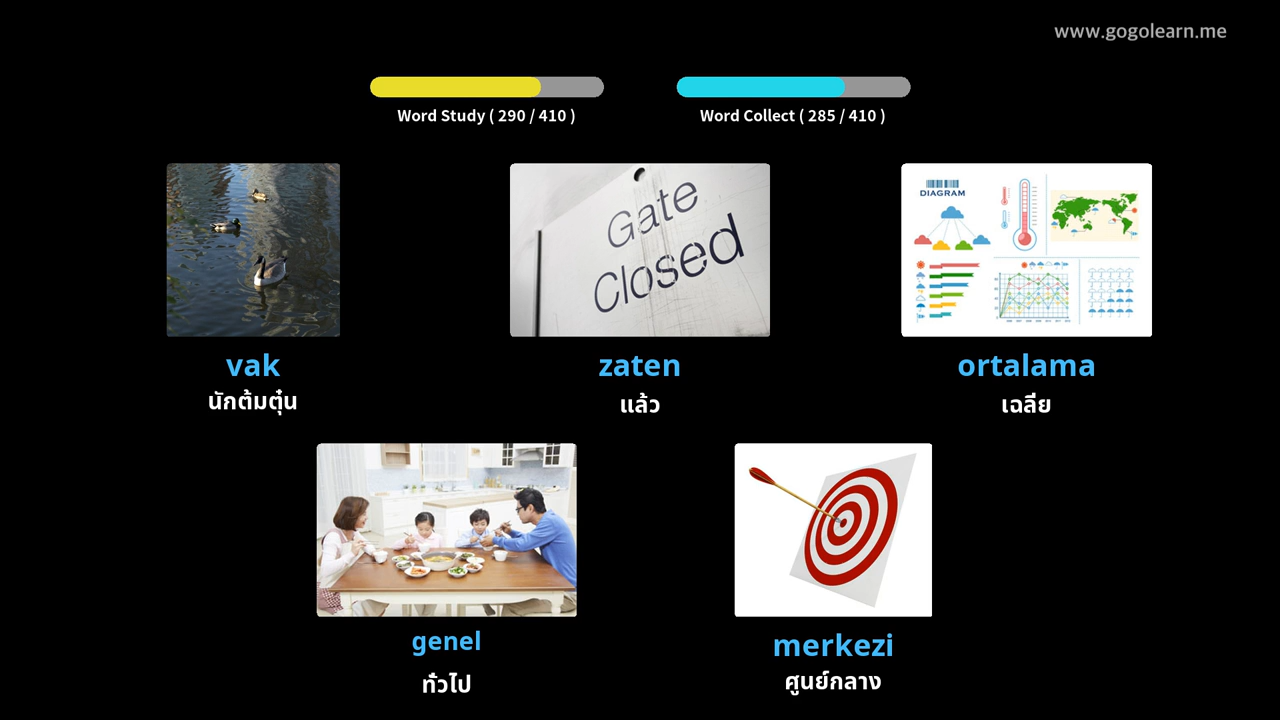 www.gogolearn.me
Word Study ( 290 / 410 )
Word Collect ( 285 / 410 )
Gate
Closed
DIAGRAM
vak
นักต้มตุ๋น
zaten
แล้ว
ortalama
เฉลี่ย
genel
ทั่วไป
merkezi
ศูนย์กลาง